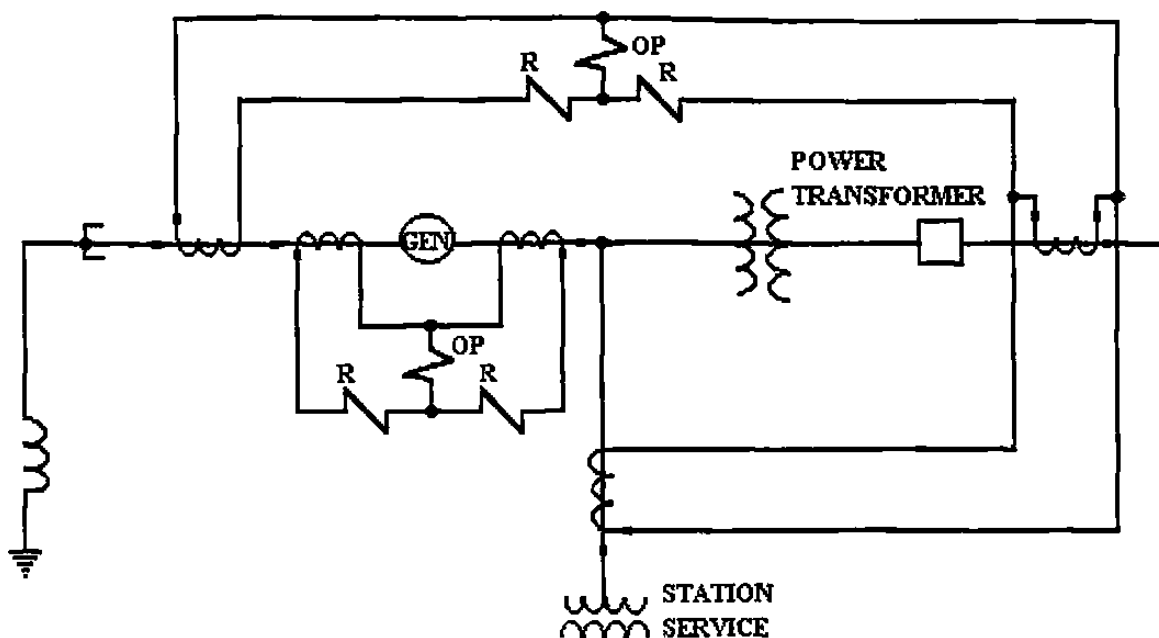 OP
R
R
POWER
TRANSFORMER
GEN
OP
R
R
STATION
SERVICE